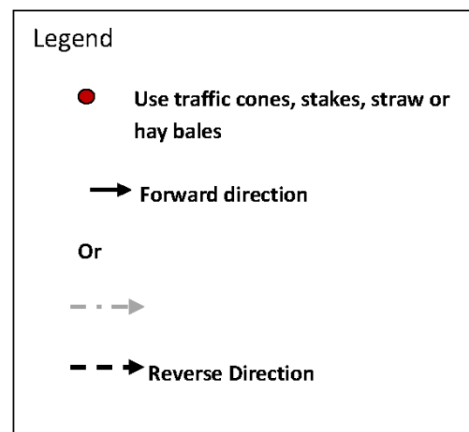 Legend
Use traffic cones, stakes, straw or
hay bales
Forward direction
Or
Reverse Direction